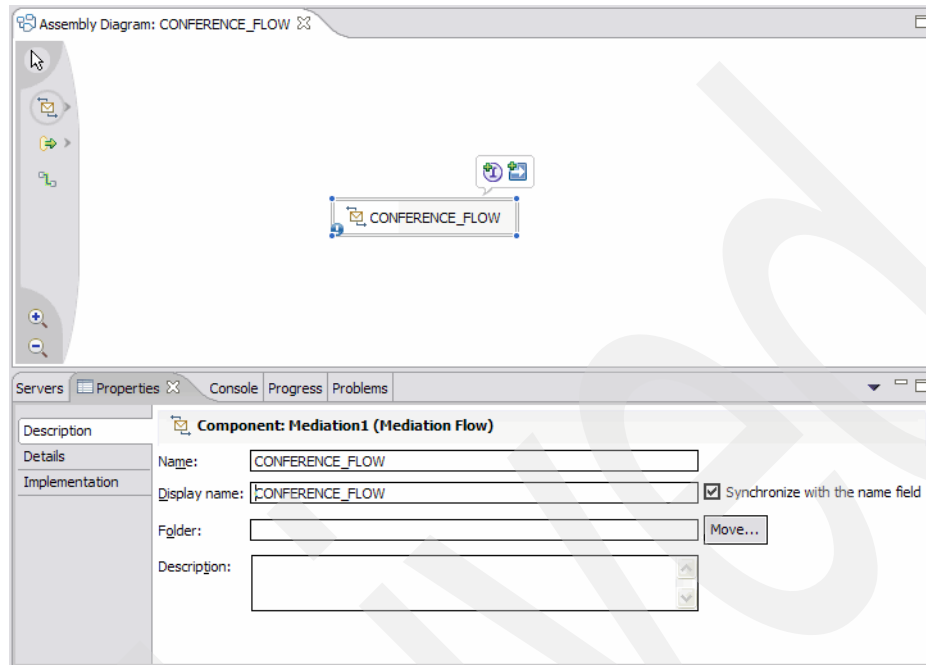 Assembly Diagram: CONFERENCE_FLOW
CONFERENCE_FLOW
Servers Properties Console Progress Problems
Description
Details
Implementation
Component: Mediation1 (Mediation Flow)
Name: CONFERENCE_FLOW
Display name: CONFERENCE_FLOW Synchronize with the name field
Folder: Move...
Description: